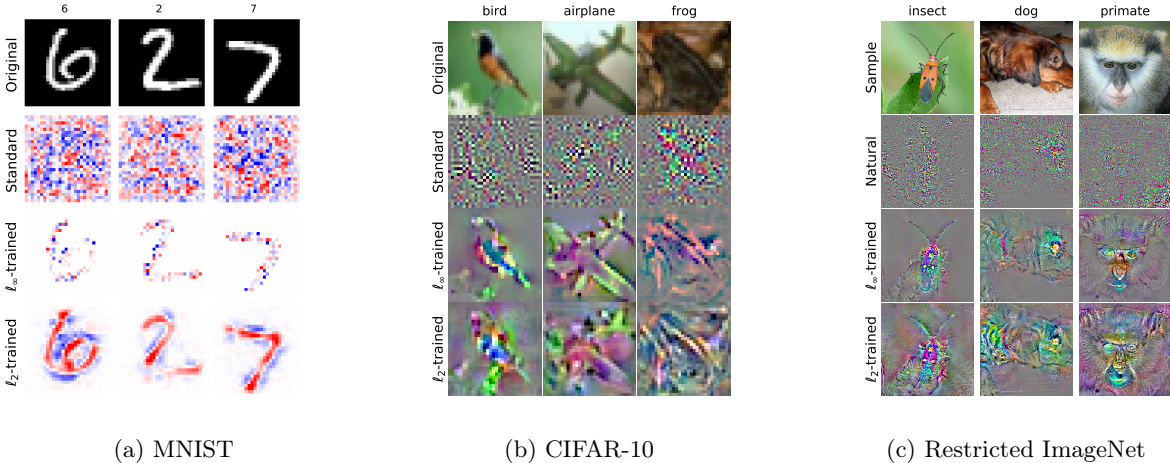 6 2 7
Original
Standard
ℓ∞-trained
ℓ2-trained
(a) MNIST
bird airplane frog
Original
Standard
ℓ∞-trained
ℓ2-trained
(b) CIFAR-10
insect dog primate
Sample
Natural
ℓ∞-trained
ℓ2-trained
(c) Restricted ImageNet